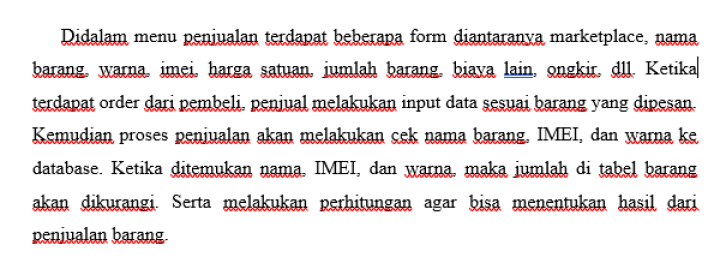 Didalam menu penjualan terdapat beberapa form diantaranya marketplace, nama
barang, warna, imei, harga satuan, jumlah barang, biaya lain, ongkir, dll. Ketika
terdapat order dari pembeli, penjual melakukan input data sesuai barang yang dipesan.
Kemudian proses penjualan akan melakukan cek nama barang, IMEI, dan warna ke
database. Ketika ditemukan nama, IMEI, dan warna, maka jumlah di tabel barang
akan dikurangi. Serta melakukan perhitungan agar bisa menentukan hasil dari
penjualan barang.